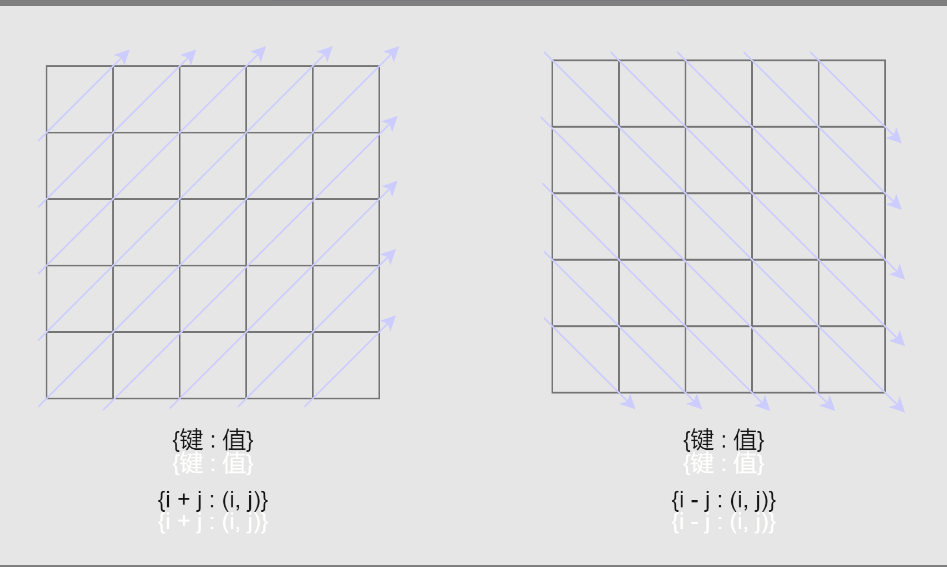 {键 : 值}
{键 : 值}
{i + j : (i, j)}
{i + j : (i, j)}
{键 : 值}
{键 : 值}
{i - j : (i, j)}
{i - j : (i, j)}